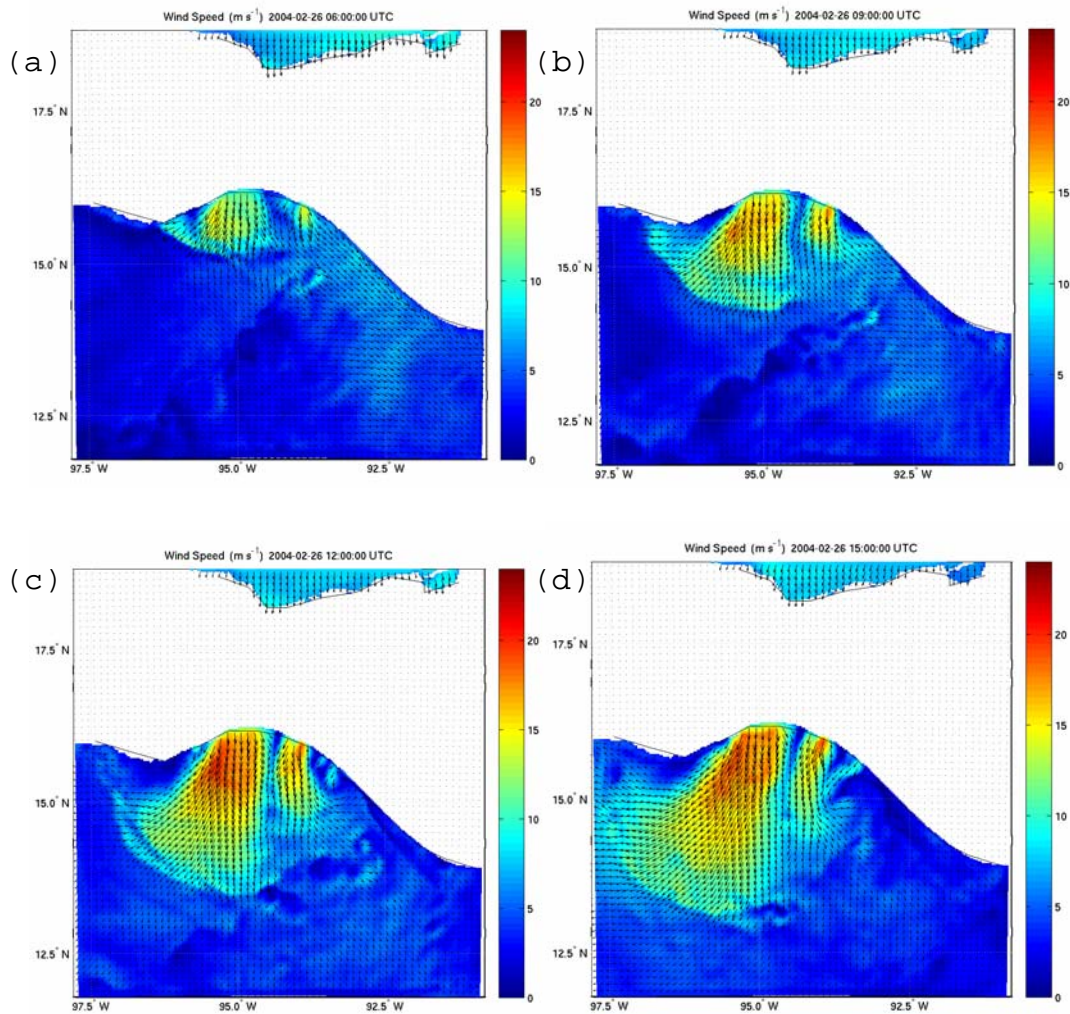 Wind Speed (m s⁻¹) 2004-02-26 06:00:00 UTC
(a)
20
17.5° N
15
15.0° N
10
5
12.5° N
0
97.5° W
95.0° W
92.5° W
Wind Speed (m s⁻¹) 2004-02-26 09:00:00 UTC
(b)
20
17.5° N
15
15.0° N
10
5
12.5° N
0
97.5° W
95.0° W
92.5° W
Wind Speed (m s⁻¹) 2004-02-26 12:00:00 UTC
(c)
20
17.5° N
15
15.0° N
10
5
12.5° N
0
97.5° W
95.0° W
92.5° W
Wind Speed (m s⁻¹) 2004-02-26 15:00:00 UTC
(d)
20
17.5° N
15
15.0° N
10
5
12.5° N
0
97.5° W
95.0° W
92.5° W